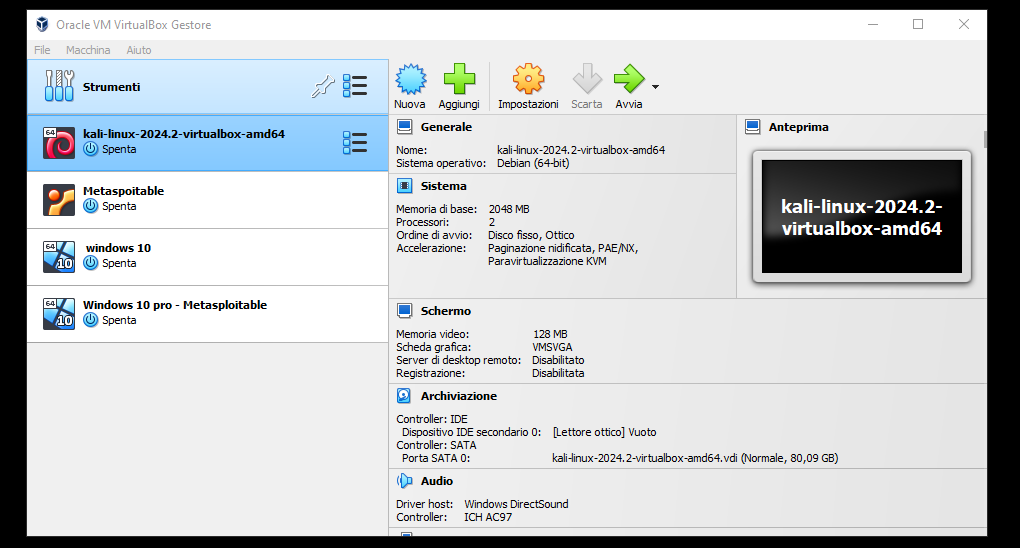 Oracle VM VirtualBox Gestore
File Macchina Aiuto
Strumenti
Nuova Aggiungi Impostazioni Scarta Avvia
64 kali-linux-2024.2-virtualbox-amd64
Spenta
Metaspoitable
Spenta
64 10 windows 10
Spenta
64 10 Windows 10 pro - Metasploitable
Spenta
Generale
Nome: kali-linux-2024.2-virtualbox-amd64
Sistema operativo: Debian (64-bit)
Sistema
Memoria di base: 2048 MB
Processori: 2
Ordine di avvio: Disco fisso, Ottico
Accelerazione: Paginazione nidificata, PAE/NX,
Paravirtualizzazione KVM
Anteprima
kali-linux-2024.2-
virtualbox-amd64
Schermo
Memoria video: 128 MB
Scheda grafica: VMSVGA
Server di desktop remoto: Disabilitato
Registrazione: Disabilitata
Archiviazione
Controller: IDE
Dispositivo IDE secondario 0: [Lettore ottico] Vuoto
Controller: SATA
Porta SATA 0: kali-linux-2024.2-virtualbox-amd64.vdi (Normale, 80,09 GB)
Audio
Driver host: Windows DirectSound
Controller: ICH AC97